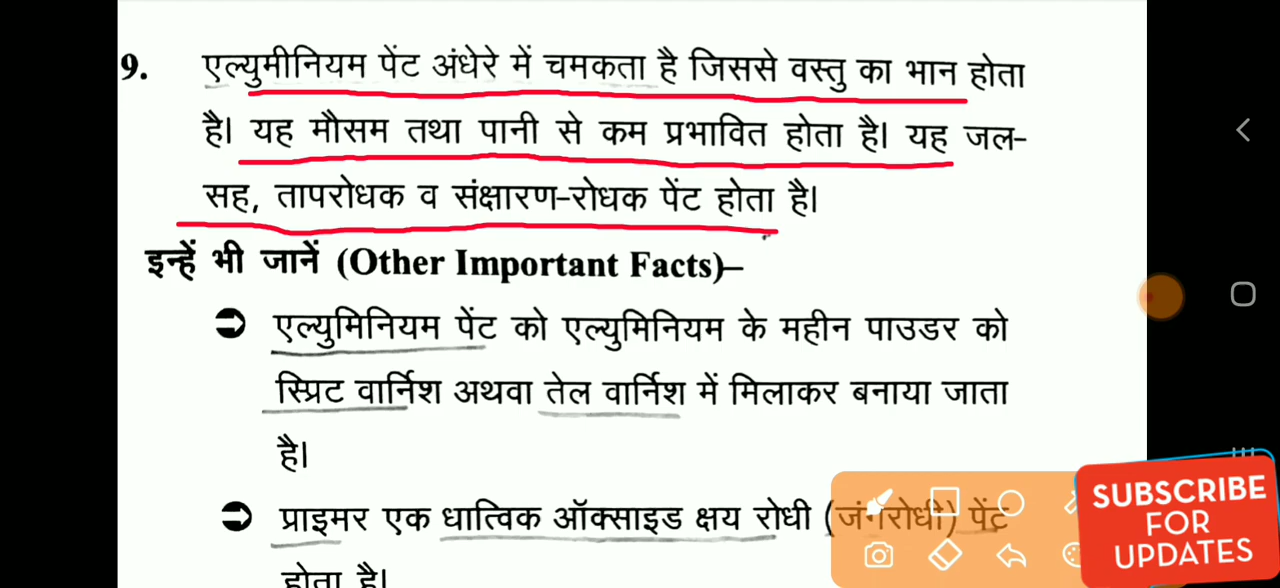 9. एल्युमीनियम पेंट अंधेरे में चमकता है जिससे वस्तु का भान होता
है। यह मौसम तथा पानी से कम प्रभावित होता है। यह जल-
सह, तापरोधक व संक्षारण-रोधक पेंट होता है।
इन्हें भी जानें (Other Important Facts)–
➲ एल्युमिनियम पेंट को एल्युमिनियम के महीन पाउडर को
स्प्रिट वार्निश अथवा तेल वार्निश में मिलाकर बनाया जाता
है।
➲ प्राइमर एक धात्विक ऑक्साइड क्षय रोधी (जंगरोधी) पेंट
होता है।
SUBSCRIBE
FOR
UPDATES